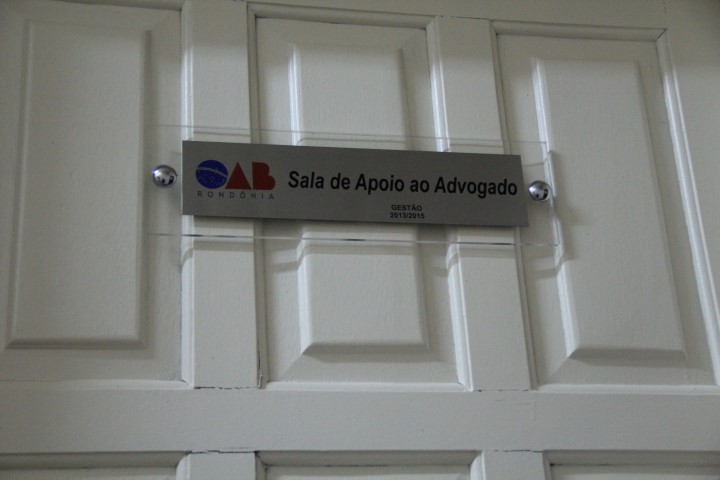 OAB
RONDÔNIA
Sala de Apoio ao Advogado
GESTÃO
2013/2015